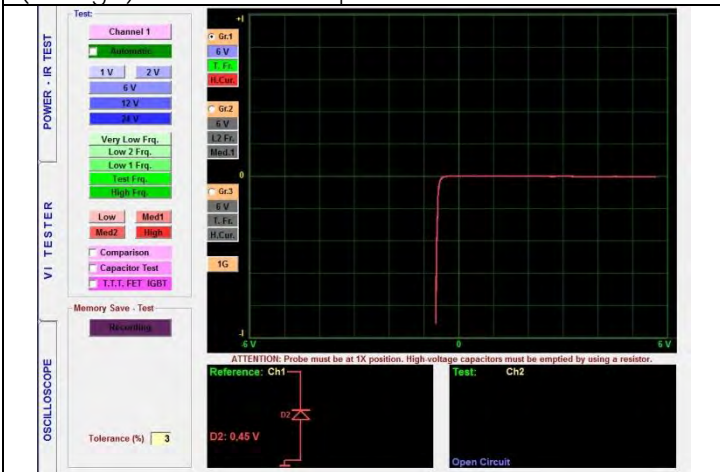 Test:
Channel 1
Automatic
1 V
2 V
6 V
12 V
24 V
Very Low Frq.
Low 2 Frq.
Low 1 Frq.
Test Frq.
High Frq.
Low
Med1
Med2
High
Comparison
Capacitor Test
T.T.T. FET IGBT
Memory Save - Test
Recording
Tolerance (%) 3
POWER - IR TEST
VI TESTER
OSCILLOSCOPE
Gr.1
6 V
T. Fr.
H.Cur.
Gr.2
6 V
L2 Fr.
Med.1
Gr.3
6 V
T. Fr.
H.Cur.
1G
+I
0
-I
-6 V
0
6 V
ATTENTION: Probe must be at 1X position. High-voltage capacitors must be emptied by using a resistor.
Reference: Ch1
D2
D2: 0,45 V
Test: Ch2
Open Circuit